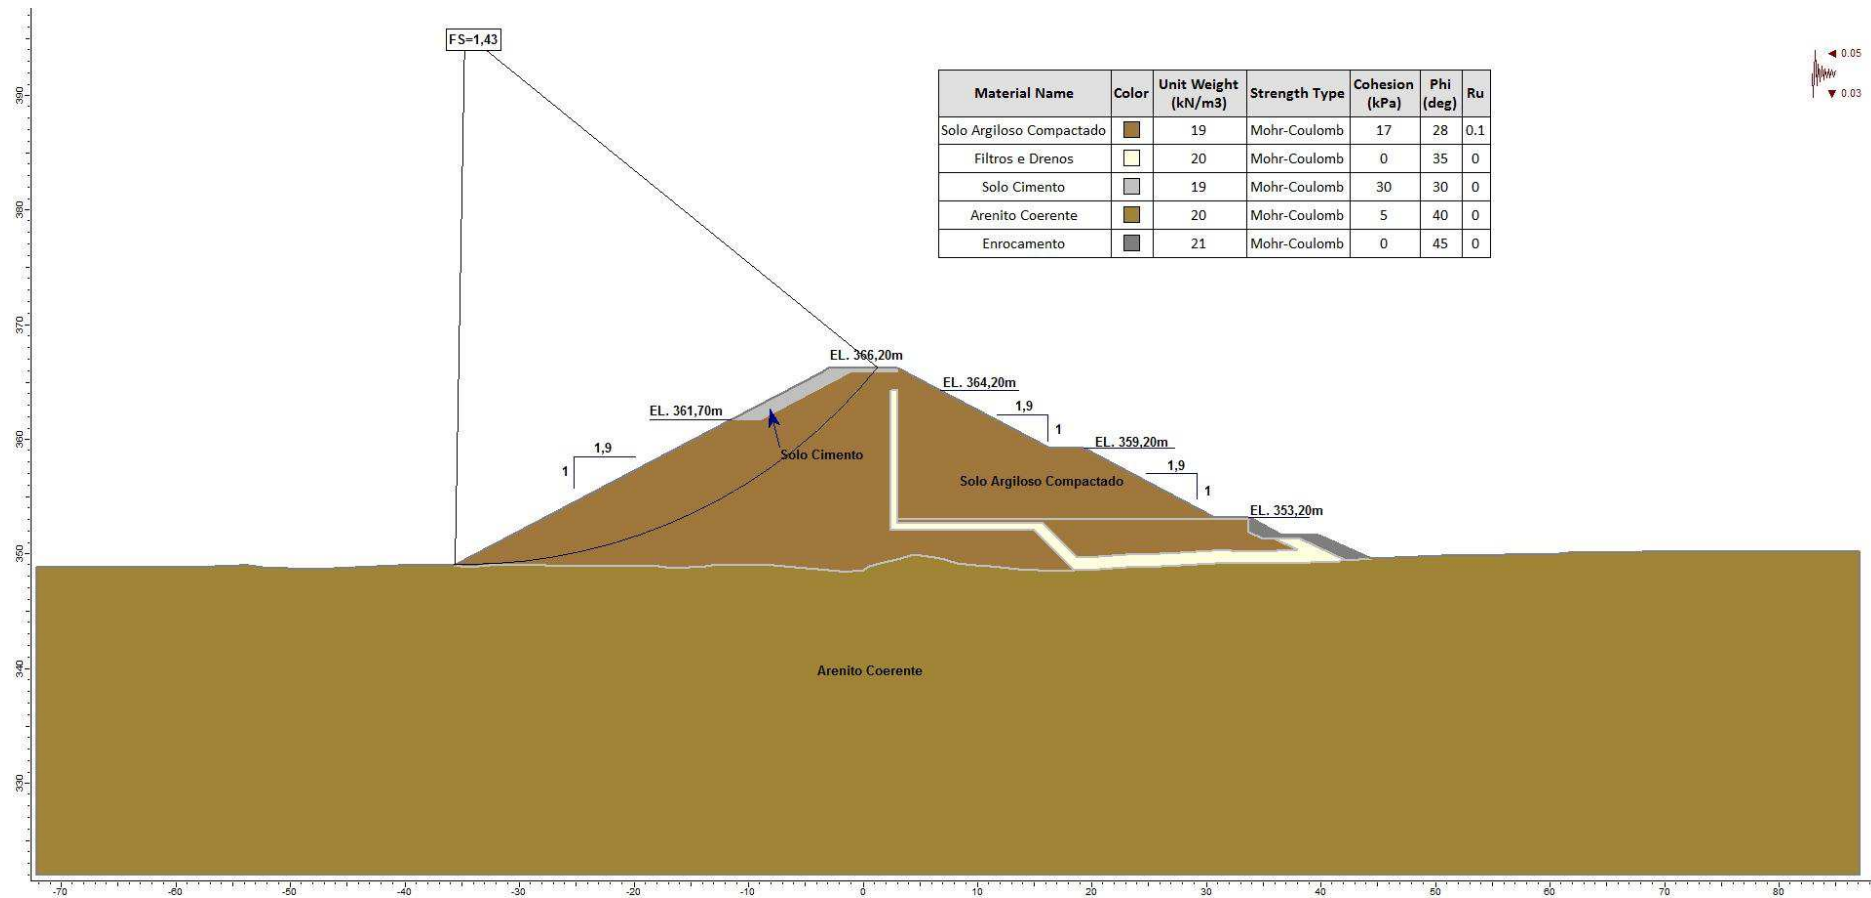 FS=1,43
0.05
0.03
Material Name Color Unit Weight (kN/m3) Strength Type Cohesion (kPa) Phi (deg) Ru
Solo Argiloso Compactado 19 Mohr-Coulomb 17 28 0.1
Filtros e Drenos 20 Mohr-Coulomb 0 35 0
Solo Cimento 19 Mohr-Coulomb 30 30 0
Arenito Coerente 20 Mohr-Coulomb 5 40 0
Enrocamento 21 Mohr-Coulomb 0 45 0
EL. 366,20m
EL. 364,20m
EL. 361,70m
1,9
1
EL. 359,20m
1,9
1
Solo Cimento
1,9
1
Solo Argiloso Compactado
EL. 353,20m
Arenito Coerente
390
380
370
360
350
340
330
-70 -60 -50 -40 -30 -20 -10 0 10 20 30 40 50 60 70 80